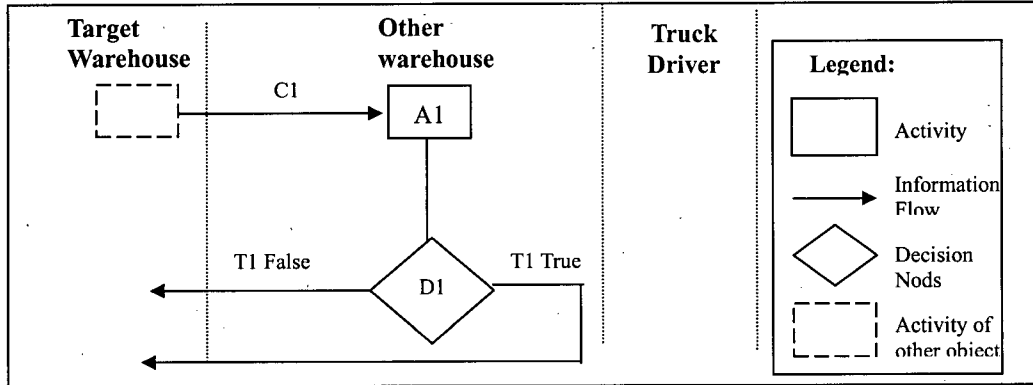 Target
Warehouse
Other
warehouse
Truck
Driver
Legend:
C1
A1
Activity
Information
Flow
T1 False
D1
T1 True
Decision
Nods
Activity of
other object